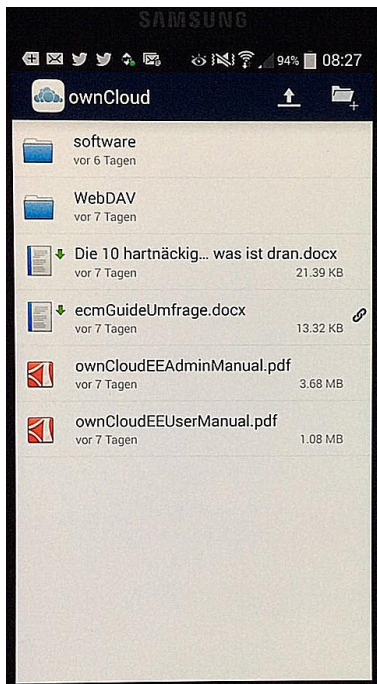 SAMSUNG
94% 08:27
ownCloud
software
vor 6 Tagen
WebDAV
vor 7 Tagen
Die 10 hartnäckig... was ist dran.docx
vor 7 Tagen 21.39 KB
ecmGuideUmfrage.docx
vor 7 Tagen 13.32 KB
ownCloudEEAdminManual.pdf
vor 7 Tagen 3.68 MB
ownCloudEEUserManual.pdf
vor 7 Tagen 1.08 MB